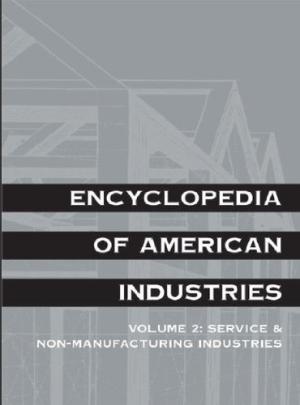 ENCYCLOPEDIA
OF AMERICAN
INDUSTRIES
VOLUME 2: SERVICE &
NON-MANUFACTURING INDUSTRIES